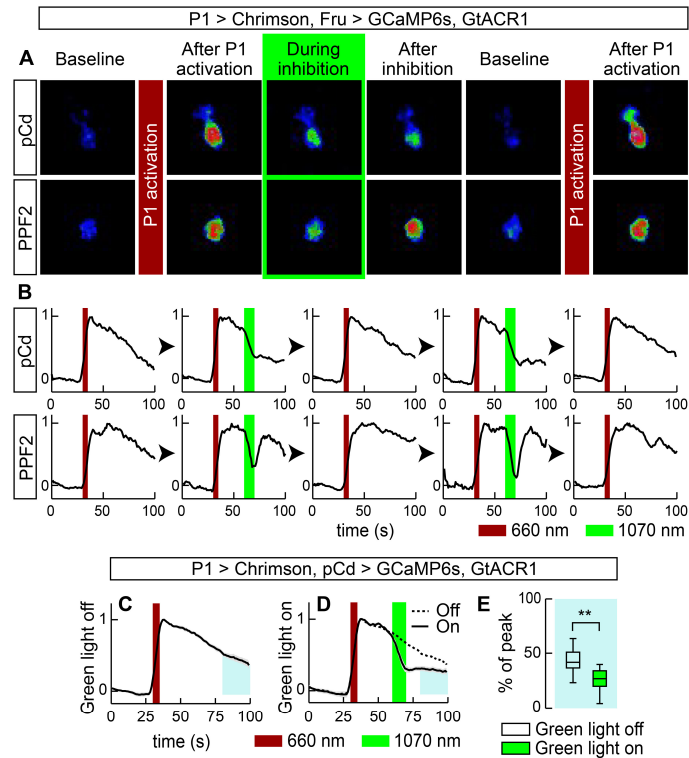 P1 > Chrimson, Fru > GCaMP6s, GtACR1
A
Baseline
After P1
activation
During
inhibition
After
inhibition
Baseline
After P1
activation
pCd
P1 activation
P1 activation
PPF2
B
pCd
1
0
0 50 100
1
0
0 50 100
1
0
0 50 100
1
0
0 50 100
1
0
0 50 100
PPF2
1
0
0 50 100
1
0
0 50 100
1
0
0 50 100
1
0
0 50 100
1
0
0 50 100
time (s)
660 nm 1070 nm
P1 > Chrimson, pCd > GCaMP6s, GtACR1
C
Green light off
1
0
0 25 50 75 100
time (s)
D
Green light on
Off
On
1
0
0 25 50 75 100
660 nm 1070 nm
E
% of peak
100
50
0
**
Green light off
Green light on